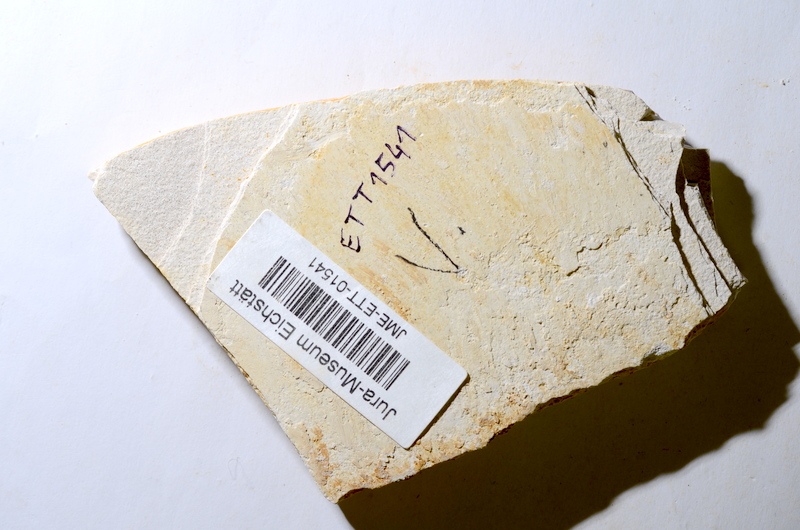 ETT1541
V.
Jura-Museum Eichstätt
JME-ETT-01541